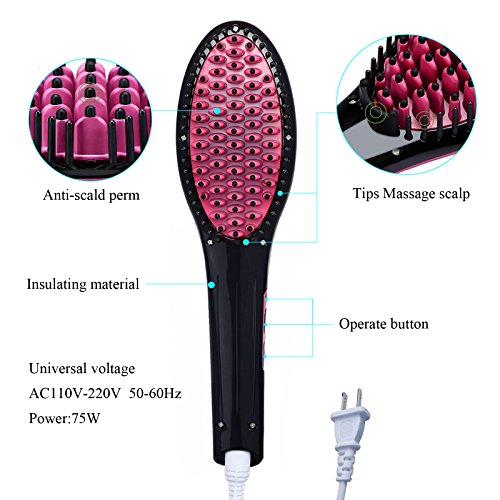 Anti-scald perm
Tips Massage scalp
Insulating material
Operate button
Universal voltage
AC110V-220V  50-60Hz
Power:75W